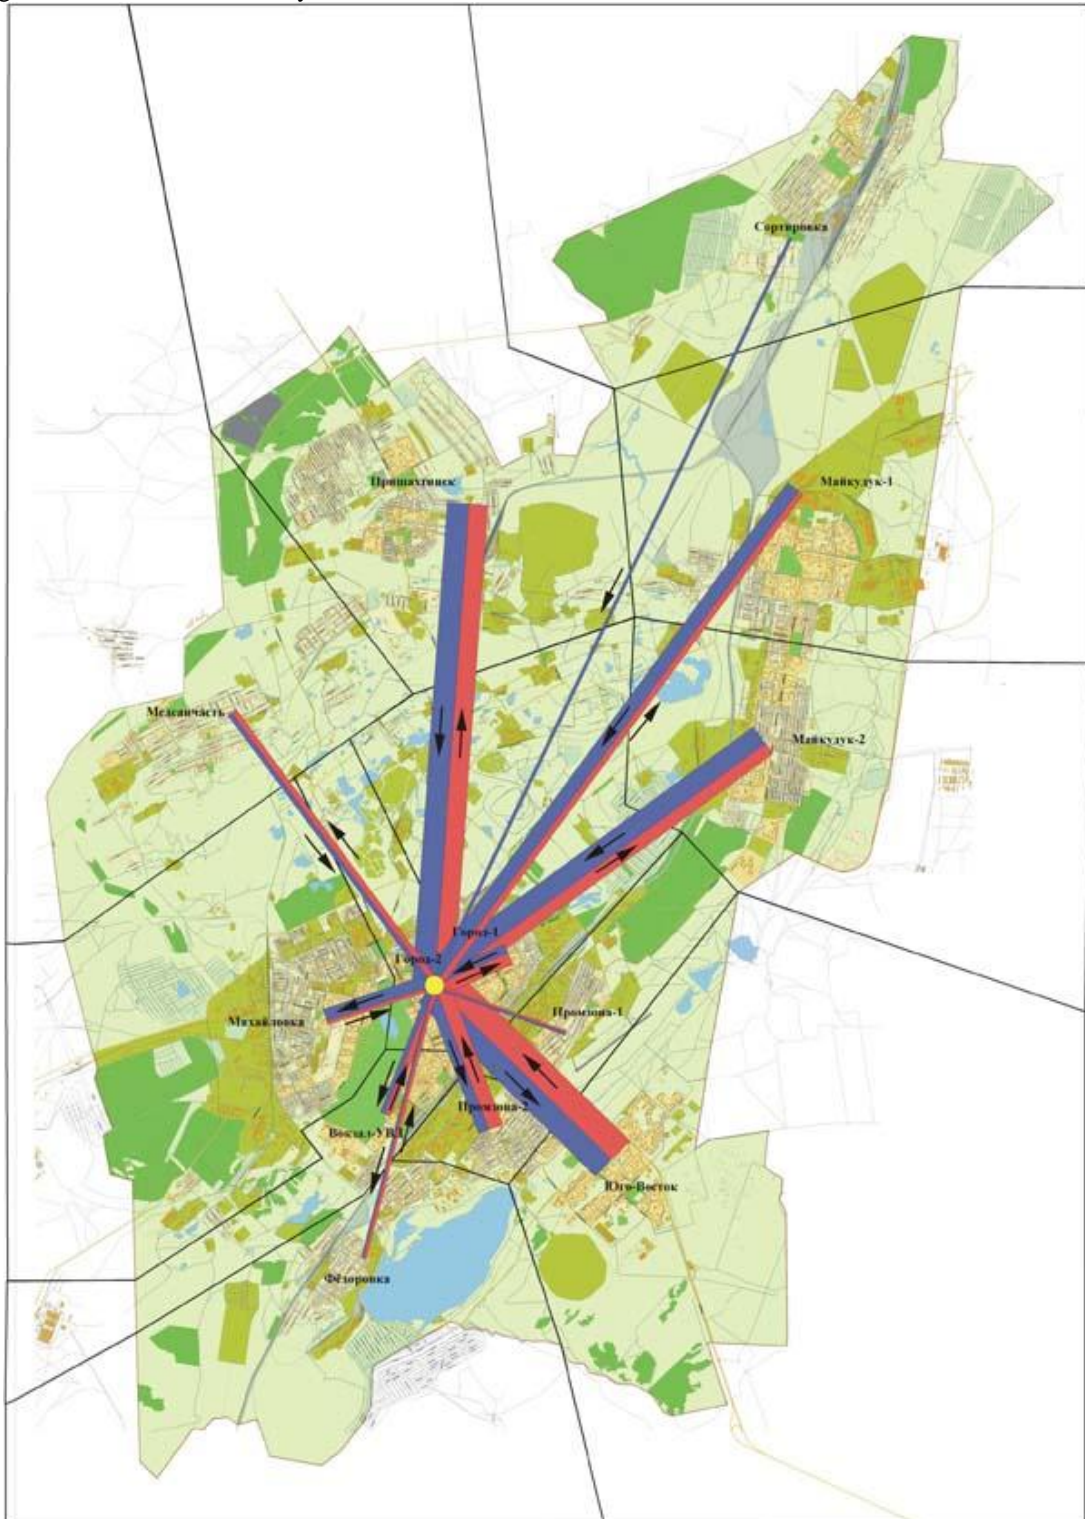 Сортировка
Пришахтинск
Майкудук-1
Медсанчасть
Майкудук-2
Город-1
Город-2
Промзона-1
Михайловка
Промзона-2
Вокзал-УВД
Юго-Восток
Фёдоровка